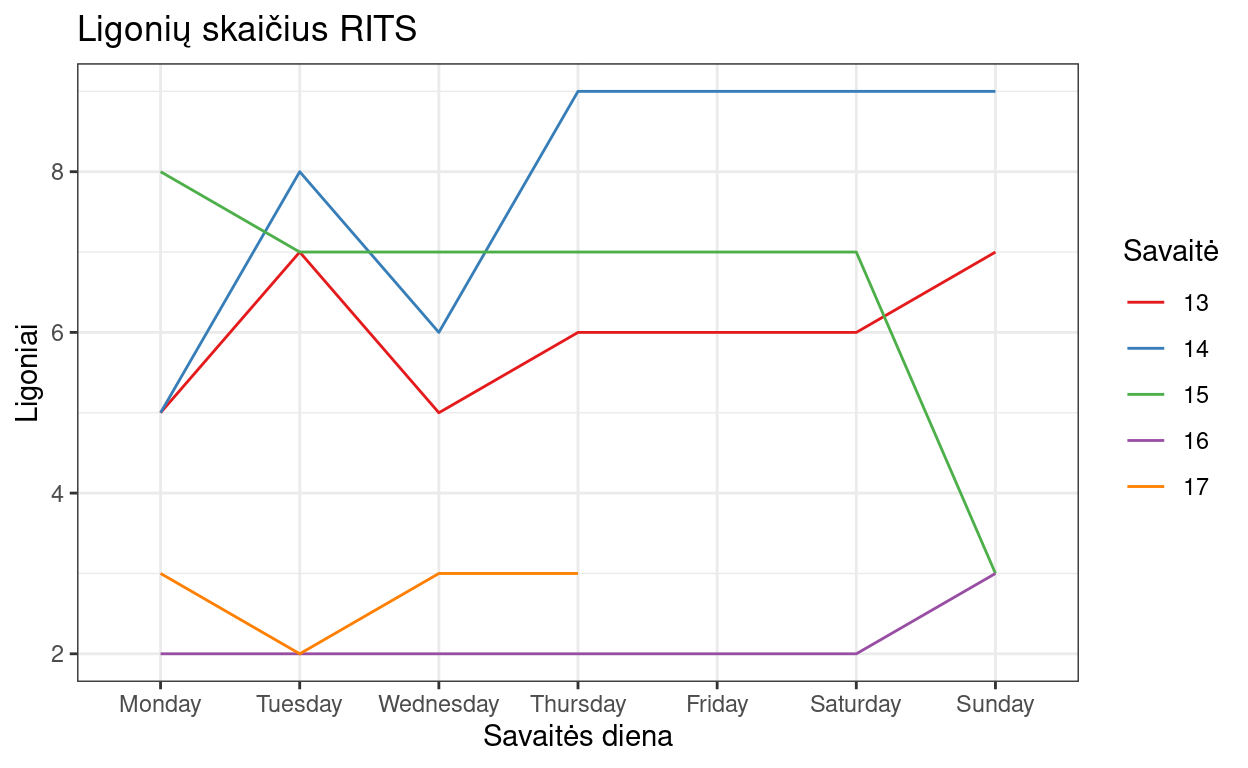 Ligonių skaičius RITS
Ligoniai
8
6
4
2
Monday Tuesday Wednesday Thursday Friday Saturday Sunday
Savaitės diena
Savaitė
13
14
15
16
17